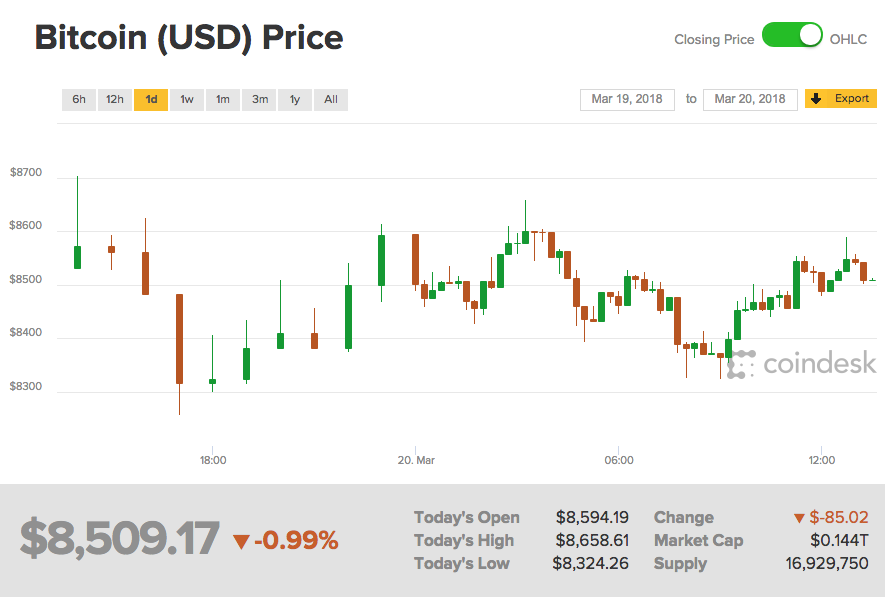 Bitcoin (USD) Price
Closing Price OHLC
6h 12h 1d 1w 1m 3m 1y All
Mar 19, 2018 to Mar 20, 2018 Export
$8700
$8600
$8500
$8400
$8300
coindesk
18:00 20. Mar 06:00 12:00
$8,509.17 ▼-0.99%
Today's Open $8,594.19 Change ▼ $-85.02
Today's High $8,658.61 Market Cap $0.144T
Today's Low $8,324.26 Supply 16,929,750